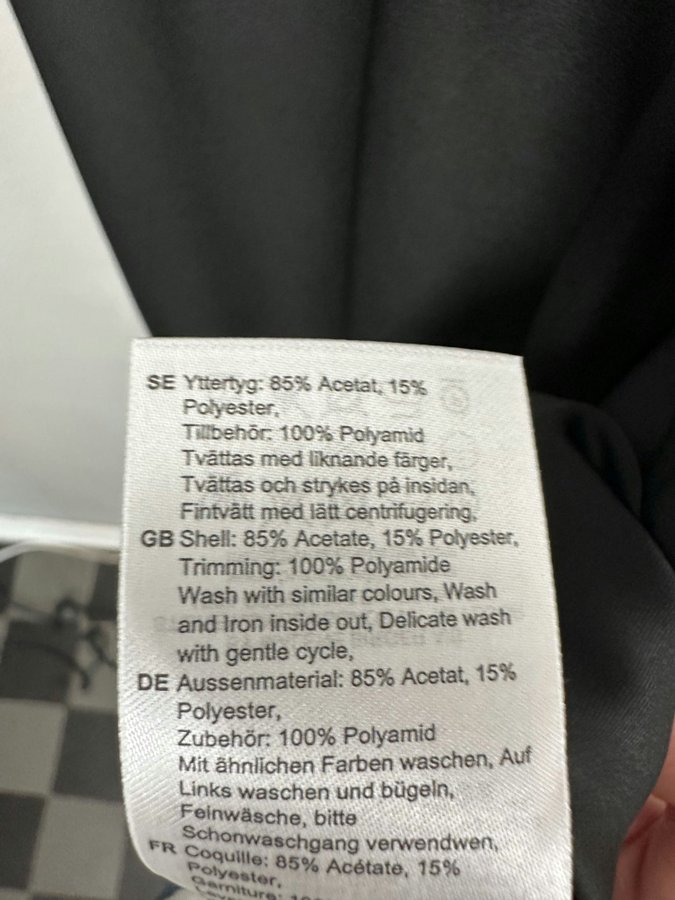 SE Yttertyg: 85% Acetat, 15%
Polyester,
Tillbehör: 100% Polyamid
Tvättas med liknande färger,
Tvättas och strykes på insidan,
Fintvätt med lätt centrifugering,
GB Shell: 85% Acetate, 15% Polyester,
Trimming: 100% Polyamide
Wash with similar colours, Wash
and Iron inside out, Delicate wash
with gentle cycle,
DE Aussenmaterial: 85% Acetat, 15%
Polyester,
Zubehör: 100% Polyamid
Mit ähnlichen Farben waschen, Auf
Links waschen und bügeln,
Feinwäsche, bitte
Schonwaschgang verwendwen,
FR Coquille: 85% Acétate, 15%
Polyester,
Garniture: